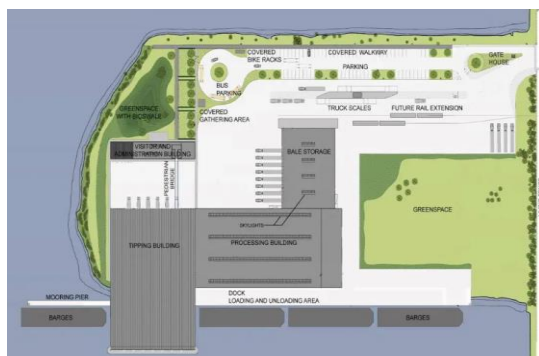 COVERED
BIKE RACKS
COVERED WALKWAY
PARKING
GATE
HOUSE
BUS
PARKING
GREENSPACE
WITH BIOSWALE
COVERED
GATHERING AREA
TRUCK SCALES
FUTURE RAIL EXTENSION
VISITOR AND
ADMINISTRATION BUILDING
BALE STORAGE
PEDESTRIAN
BRIDGE
GREENSPACE
SKYLIGHTS
TIPPING BUILDING
PROCESSING BUILDING
MOORING PIER
DOCK
LOADING AND UNLOADING AREA
BARGES
BARGES